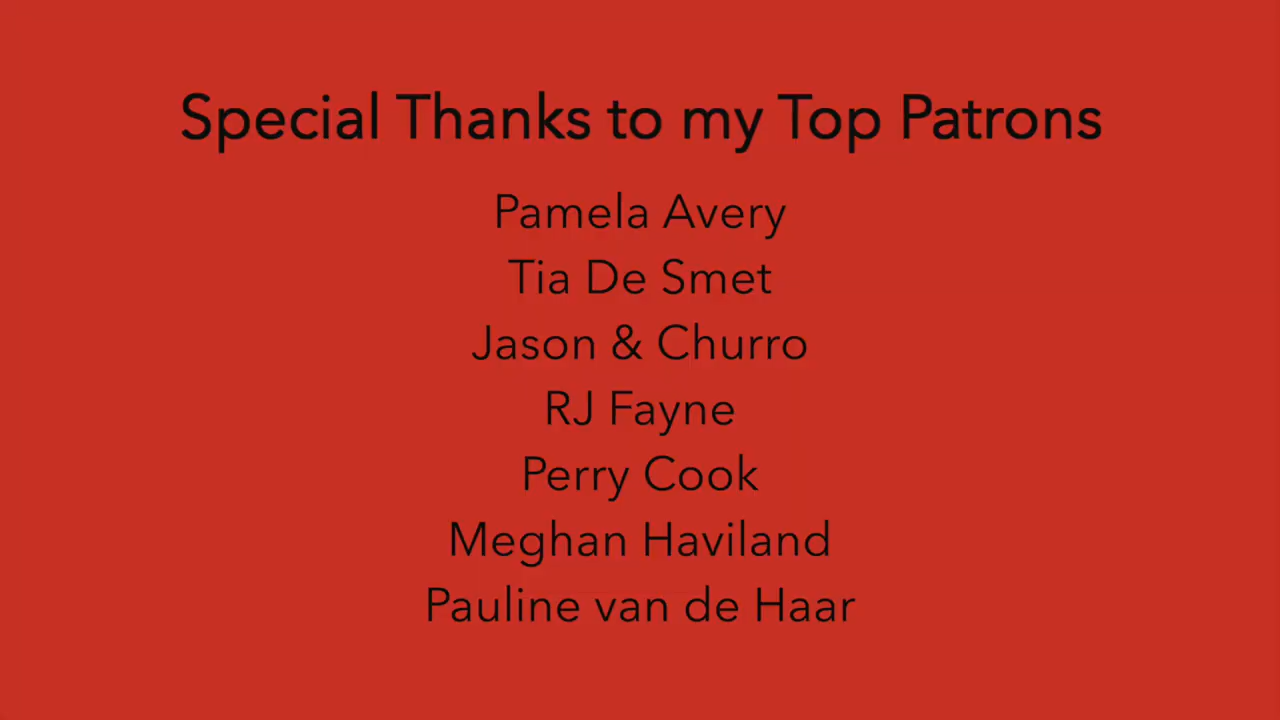 Special Thanks to my Top Patrons
Pamela Avery
Tia De Smet
Jason & Churro
RJ Fayne
Perry Cook
Meghan Haviland
Pauline van de Haar